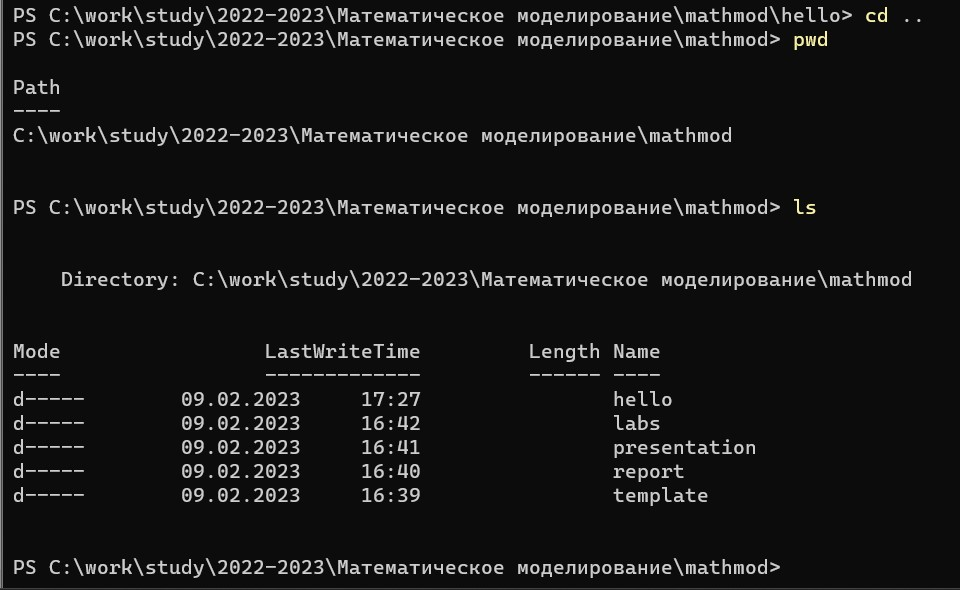 PS C:\work\study\2022-2023\Математическое моделирование\mathmod\hello> cd ..
PS C:\work\study\2022-2023\Математическое моделирование\mathmod> pwd
Path
----
C:\work\study\2022-2023\Математическое моделирование\mathmod
PS C:\work\study\2022-2023\Математическое моделирование\mathmod> ls
    Directory: C:\work\study\2022-2023\Математическое моделирование\mathmod
Mode                 LastWriteTime         Length Name
----                 -------------         ------ ----
d-----        09.02.2023     17:27                hello
d-----        09.02.2023     16:42                labs
d-----        09.02.2023     16:41                presentation
d-----        09.02.2023     16:40                report
d-----        09.02.2023     16:39                template
PS C:\work\study\2022-2023\Математическое моделирование\mathmod>